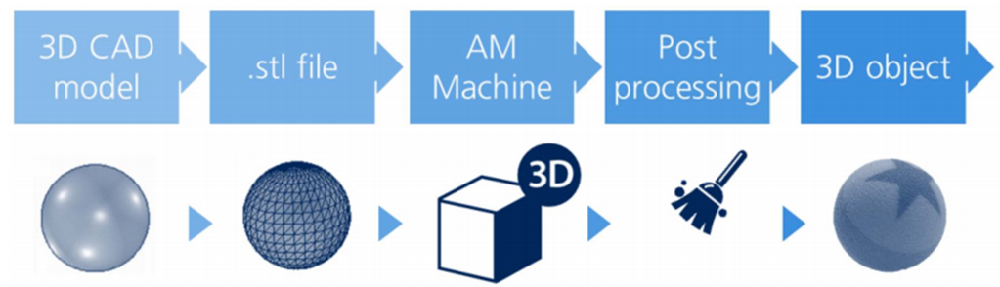 3D CAD
model
.stl file
AM
Machine
Post
processing
3D object
3D